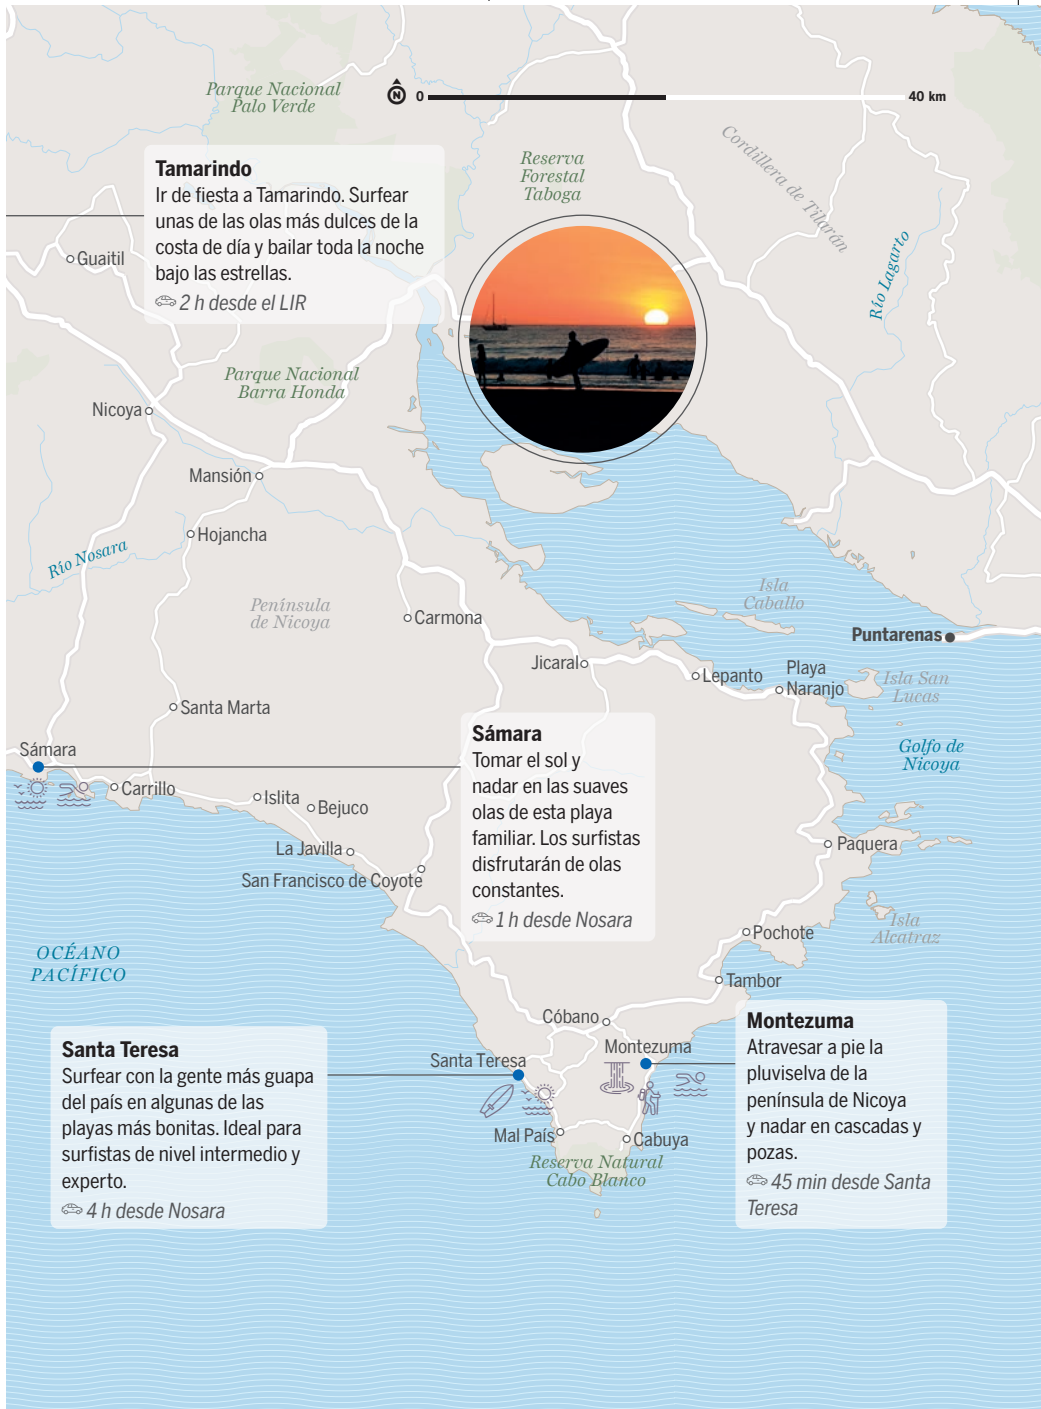 Parque Nacional
Palo Verde
N
0
40 km
Cordillera de Tilarán
Reserva
Forestal
Taboga
Tamarindo
Ir de fiesta a Tamarindo. Surfear
unas de las olas más dulces de la
costa de día y bailar toda la noche
bajo las estrellas.
2 h desde el LIR
Guaitil
Río Lagarto
Parque Nacional
Barra Honda
Nicoya
Mansión
Hojancha
Río Nosara
Península
de Nicoya
Carmona
Isla
Caballo
Puntarenas
Jicaral
Lepanto
Playa
Naranjo
Isla San
Lucas
Santa Marta
Golfo de
Nicoya
Sámara
Sámara
Tomar el sol y
nadar en las suaves
olas de esta playa
familiar. Los surfistas
disfrutarán de olas
constantes.
1 h desde Nosara
Carrillo
Islita
Bejuco
La Javilla
San Francisco de Coyote
Paquera
Isla
Alcatraz
Pochote
OCÉANO
PACÍFICO
Tambor
Cóbano
Montezuma
Atravesar a pie la
pluviselva de la
península de Nicoya
y nadar en cascadas y
pozas.
45 min desde Santa
Teresa
Santa Teresa
Surfear con la gente más guapa
del país en algunas de las
playas más bonitas. Ideal para
surfistas de nivel intermedio y
experto.
4 h desde Nosara
Santa Teresa
Montezuma
Mal País
Cabuya
Reserva Natural
Cabo Blanco